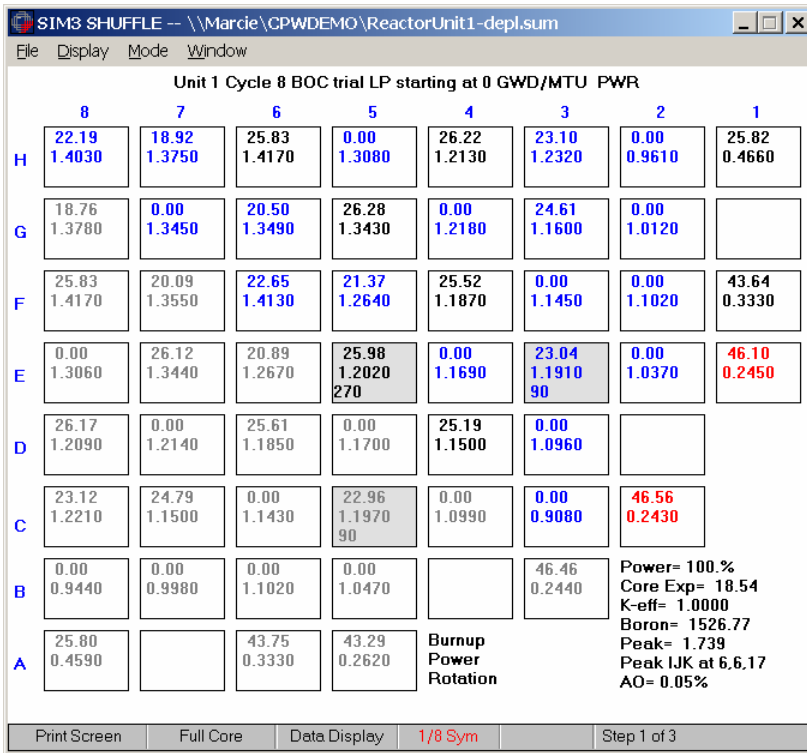 SIM3 SHUFFLE -- \\Marcie\CPWDEMO\ReactorUnit1-depl.sum
File Display Mode Window
Unit 1 Cycle 8 BOC trial LP starting at 0 GWD/MTU PWR
8 7 6 5 4 3 2 1
22.19 18.92 25.83 0.00 26.22 23.10 0.00 25.82
H 1.4030 1.3750 1.4170 1.3080 1.2130 1.2320 0.9610 0.4660
18.76 0.00 20.50 26.28 0.00 24.61 0.00
G 1.3780 1.3450 1.3490 1.3430 1.2180 1.1600 1.0120
25.83 20.09 22.65 21.37 25.52 0.00 0.00 43.64
F 1.4170 1.3550 1.4130 1.2640 1.1870 1.1450 1.1020 0.3330
0.00 26.12 20.89 25.98 0.00 23.04 0.00 46.10
E 1.3060 1.3440 1.2670 1.2020 1.1690 1.1910 1.0370 0.2450
270 90
26.17 0.00 25.61 0.00 25.19 0.00
D 1.2090 1.2140 1.1850 1.1700 1.1500 1.0960
23.12 24.79 0.00 22.96 0.00 0.00 46.56
C 1.2210 1.1500 1.1430 1.1970 1.0990 0.9080 0.2430
90
0.00 0.00 0.00 0.00 46.46
B 0.9440 0.9980 1.1020 1.0470 0.2440
25.80 43.75 43.29
A 0.4590 0.3330 0.2620
Burnup
Power
Rotation
Power= 100.%
Core Exp= 18.54
K-eff= 1.0000
Boron= 1526.77
Peak= 1.739
Peak IJK at 6,6,17
AO= 0.05%
Print Screen Full Core Data Display 1/8 Sym Step 1 of 3